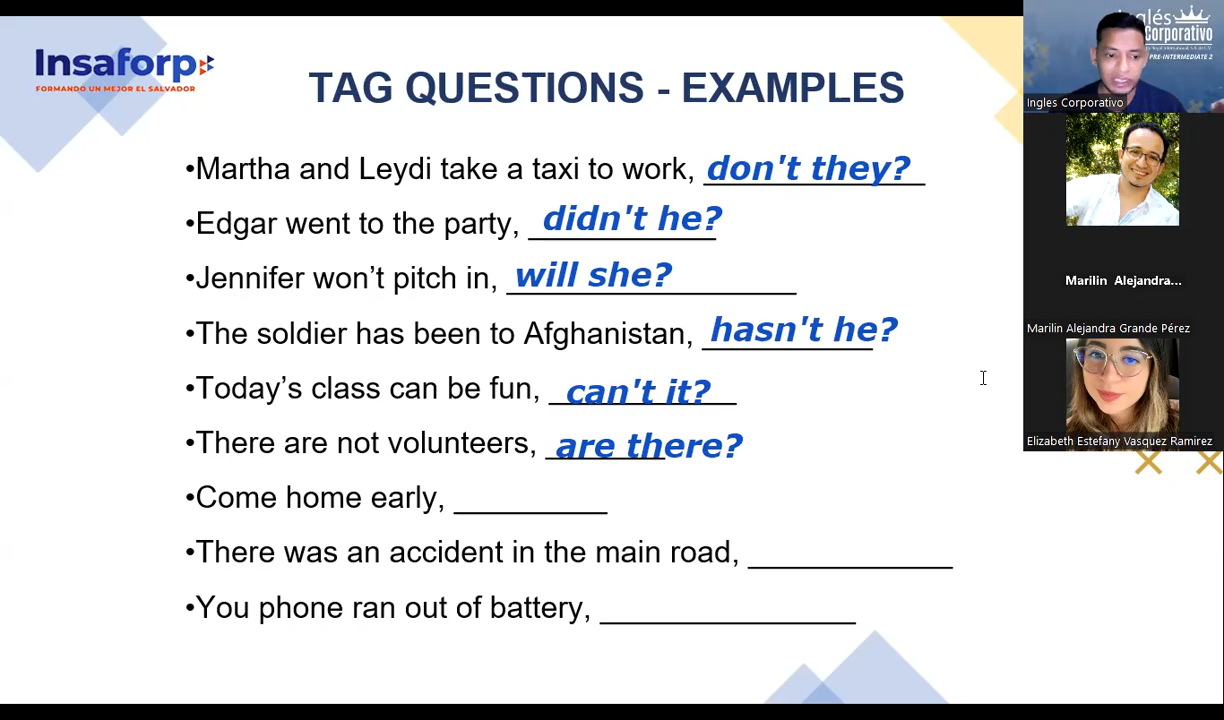 Insaforp
FORMANDO UN MEJOR EL SALVADOR
TAG QUESTIONS - EXAMPLES
•Martha and Leydi take a taxi to work, don't they?
•Edgar went to the party, didn't he?
•Jennifer won’t pitch in, will she?
•The soldier has been to Afghanistan, hasn't he?
•Today’s class can be fun, can't it?
•There are not volunteers, are there?
•Come home early, __________
•There was an accident in the main road, _____________
•You phone ran out of battery, ________________
Inglés
Corporativo
PRE-INTERMEDIATE 2
Ingles Corporativo
Marilin Alejandra...
Marilin Alejandra Grande Pérez
Elizabeth Estefany Vasquez Ramirez